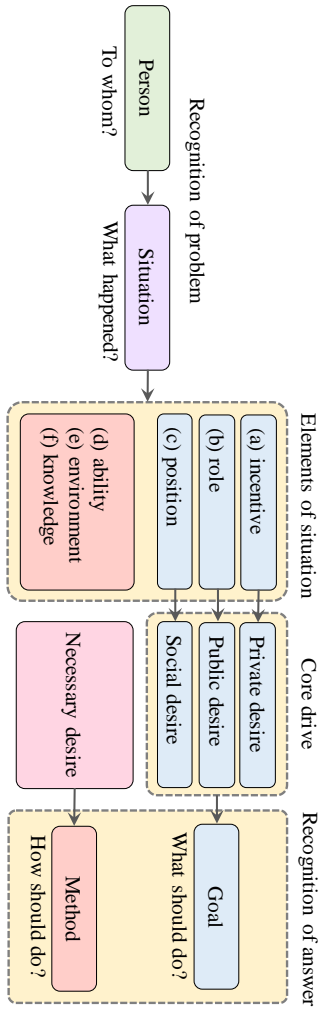 Recognition of problem
Person
To whom?
Situation
What happened?
Elements of situation
(a) incentive
(b) role
(c) position
(d) ability
(e) environment
(f) knowledge
Core drive
Private desire
Public desire
Social desire
Necessary desire
Recognition of answer
Goal
What should do?
Method
How should do?